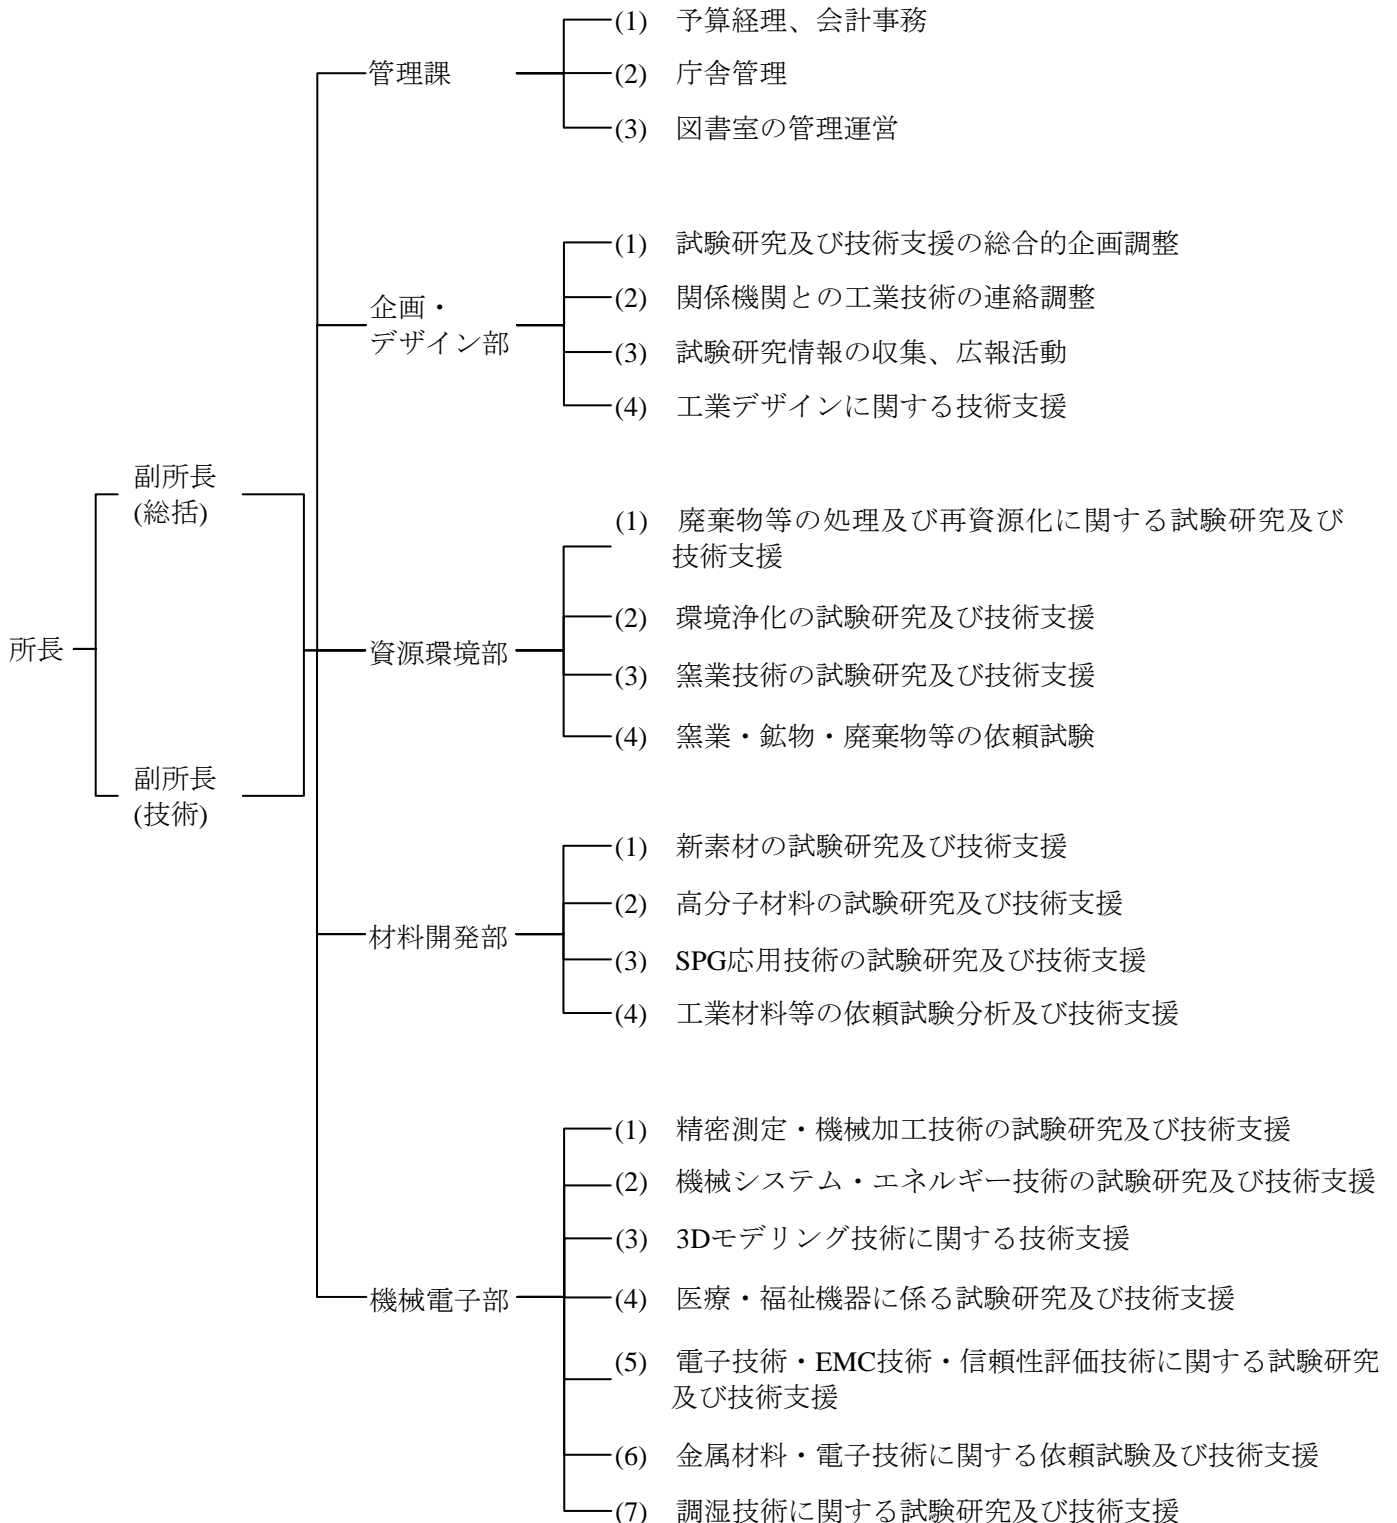 所長
副所長
(総括)
副所長
(技術)
管理課
(1) 予算経理、会計事務
(2) 庁舎管理
(3) 図書室の管理運営
企画・
デザイン部
(1) 試験研究及び技術支援の総合的企画調整
(2) 関係機関との工業技術の連絡調整
(3) 試験研究情報の収集、広報活動
(4) 工業デザインに関する技術支援
資源環境部
(1) 廃棄物等の処理及び再資源化に関する試験研究及び
技術支援
(2) 環境浄化の試験研究及び技術支援
(3) 窯業技術の試験研究及び技術支援
(4) 窯業・鉱物・廃棄物等の依頼試験
材料開発部
(1) 新素材の試験研究及び技術支援
(2) 高分子材料の試験研究及び技術支援
(3) SPG応用技術の試験研究及び技術支援
(4) 工業材料等の依頼試験分析及び技術支援
機械電子部
(1) 精密測定・機械加工技術の試験研究及び技術支援
(2) 機械システム・エネルギー技術の試験研究及び技術支援
(3) 3Dモデリング技術に関する技術支援
(4) 医療・福祉機器に係る試験研究及び技術支援
(5) 電子技術・EMC技術・信頼性評価技術に関する試験研究
及び技術支援
(6) 金属材料・電子技術に関する依頼試験及び技術支援
(7) 調湿技術に関する試験研究及び技術支援